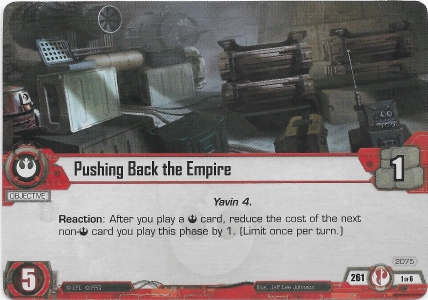 Pushing Back the Empire
1
OBJECTIVE
Yavin 4.
Reaction: After you play a card, reduce the cost of the next
non- card you play this phase by 1. (Limit once per turn.)
2075
5
© LFL © FFG
Illus. Jeff Lee Johnson
261
1 OF 6